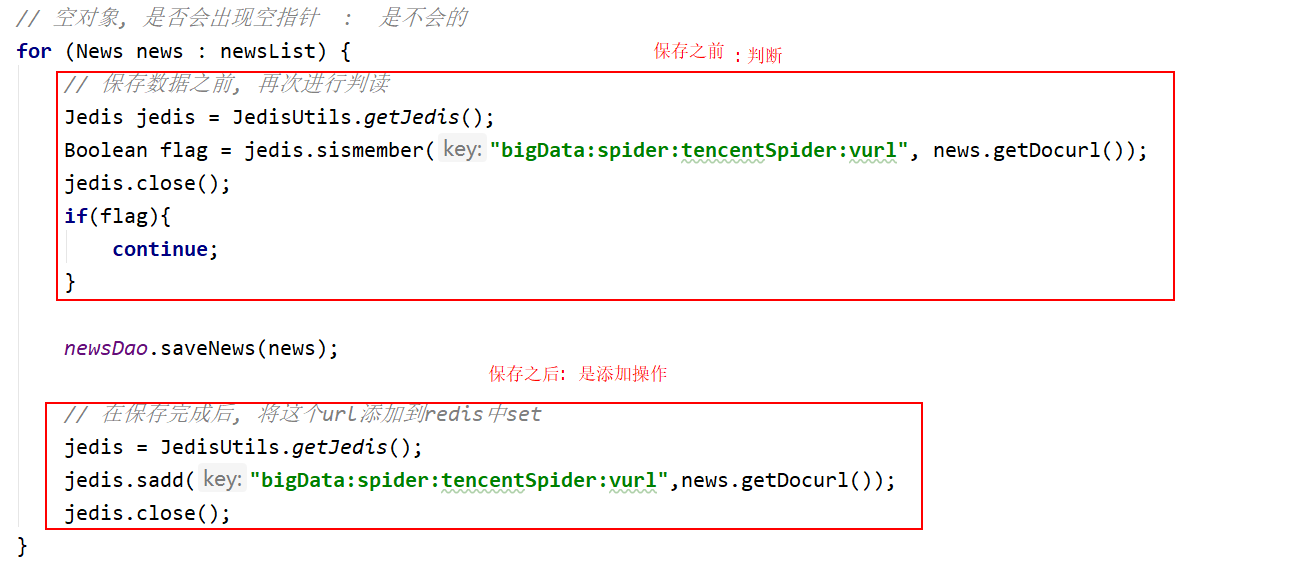 // 空对象, 是否会出现空指针 : 是不会的
for (News news : newsList) {
保存之前 : 判断
// 保存数据之前, 再次进行判读
Jedis jedis = JedisUtils.getJedis();
Boolean flag = jedis.sismember( key: "bigData:spider:tencentSpider:vurl", news.getDocurl());
jedis.close();
if(flag){
continue;
}
newsDao.saveNews(news);
保存之后: 是添加操作
// 在保存完成后, 将这个url添加到redis中set
jedis = JedisUtils.getJedis();
jedis.sadd( key: "bigData:spider:tencentSpider:vurl",news.getDocurl());
jedis.close();
}